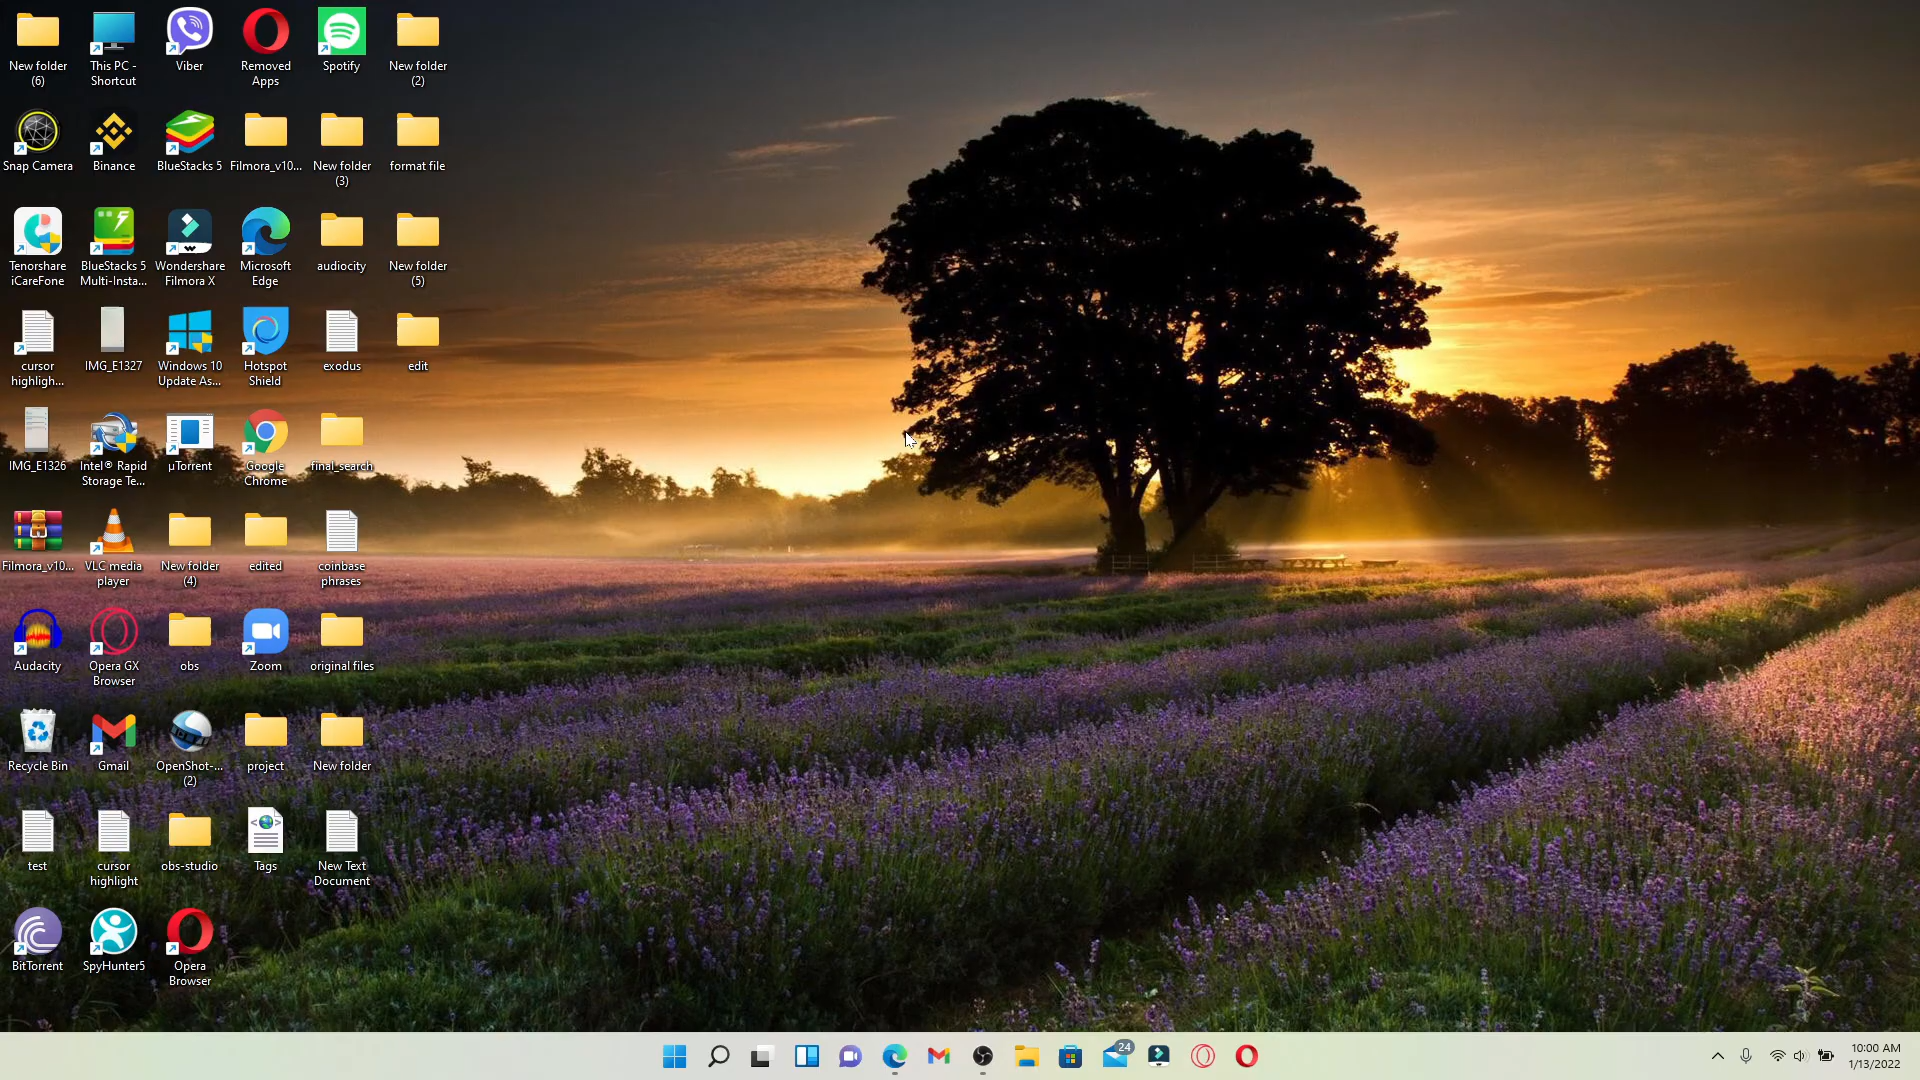 New folder
(6)
This PC -
Shortcut
Viber
Removed
Apps
Spotify
New folder
(2)
Snap Camera
Binance
BlueStacks 5
Filmora_v10...
New folder
(3)
format file
Tenorshare
iCareFone
BlueStacks 5
Multi-Insta...
Wondershare
Filmora X
Microsoft
Edge
audiocity
New folder
(5)
cursor
highligh...
IMG_E1327
Windows 10
Update As...
Hotspot
Shield
exodus
edit
IMG_E1326
Intel® Rapid
Storage Te...
µTorrent
Google
Chrome
final_search
Filmora_v10...
VLC media
player
New folder
(4)
edited
coinbase
phrases
Audacity
Opera GX
Browser
obs
Zoom
original files
Recycle Bin
Gmail
OpenShot-...
(2)
project
New folder
test
cursor
highlight
obs-studio
Tags
New Text
Document
BitTorrent
SpyHunter5
Opera
Browser
24
10:00 AM
1/13/2022